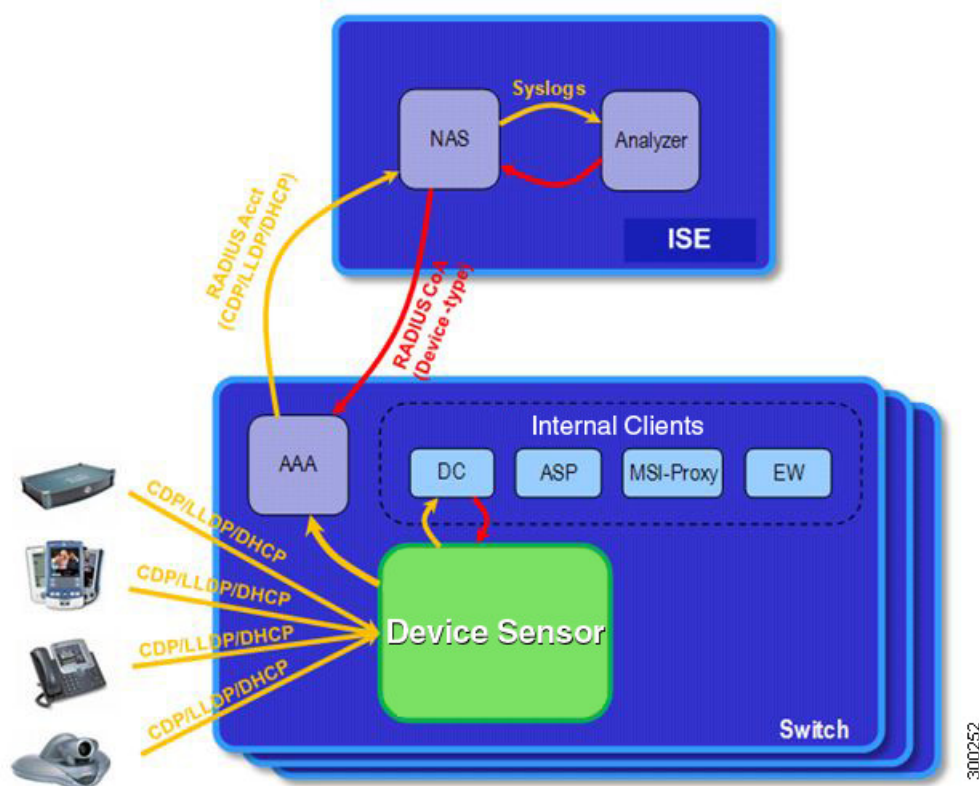 Syslogs
NAS
Analyzer
ISE
RADIUS Acct
(CDP/LLDP/DHCP)
RADIUS CoA
(Device-type)
Internal Clients
AAA
DC
ASP
MSI-Proxy
EW
CDP/LLDP/DHCP
CDP/LLDP/DHCP
CDP/LLDP/DHCP
CDP/LLDP/DHCP
Device Sensor
Switch
300252